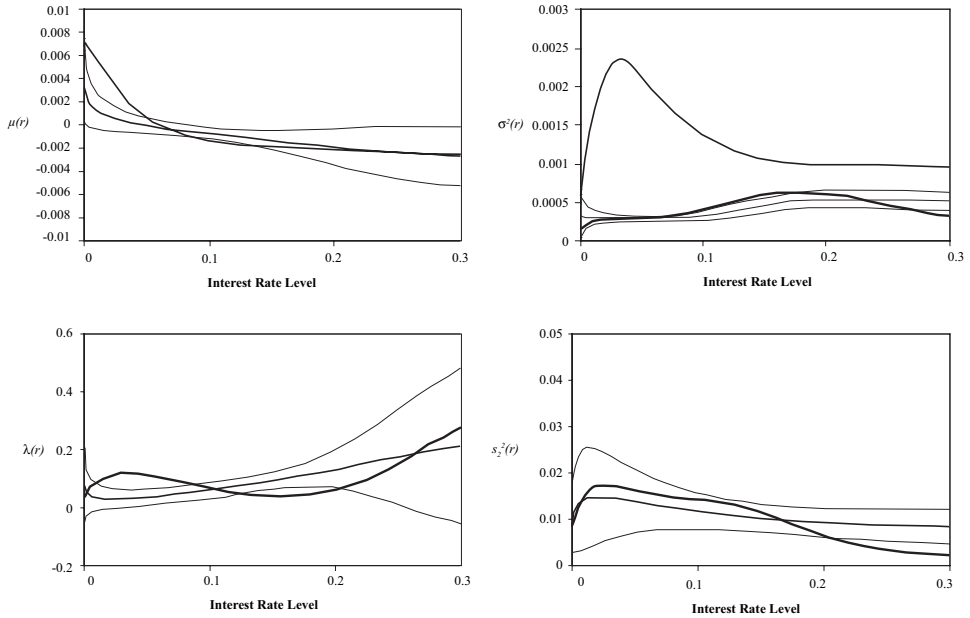 0.01
0.008
0.006
0.004
0.002
0
-0.002
-0.004
-0.006
-0.008
-0.01
μ(r)
0 0.1 0.2 0.3
Interest Rate Level
0.003
0.0025
0.002
0.0015
0.001
0.0005
0
σ²(r)
0 0.1 0.2 0.3
Interest Rate Level
0.6
0.4
0.2
0
-0.2
λ(r)
0 0.1 0.2 0.3
Interest Rate Level
0.05
0.04
0.03
0.02
0.01
0
s₂²(r)
0 0.1 0.2 0.3
Interest Rate Level